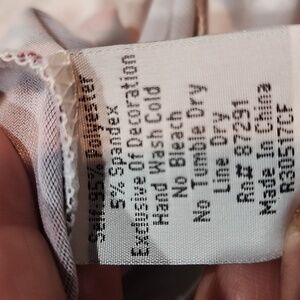 Self: 95% Polyester
5% Spandex
Exclusive Of Decoration
Hand Wash Cold
No Bleach
No Tumble Dry
Line Dry
Rn# 87291
Made In China
R30517CF